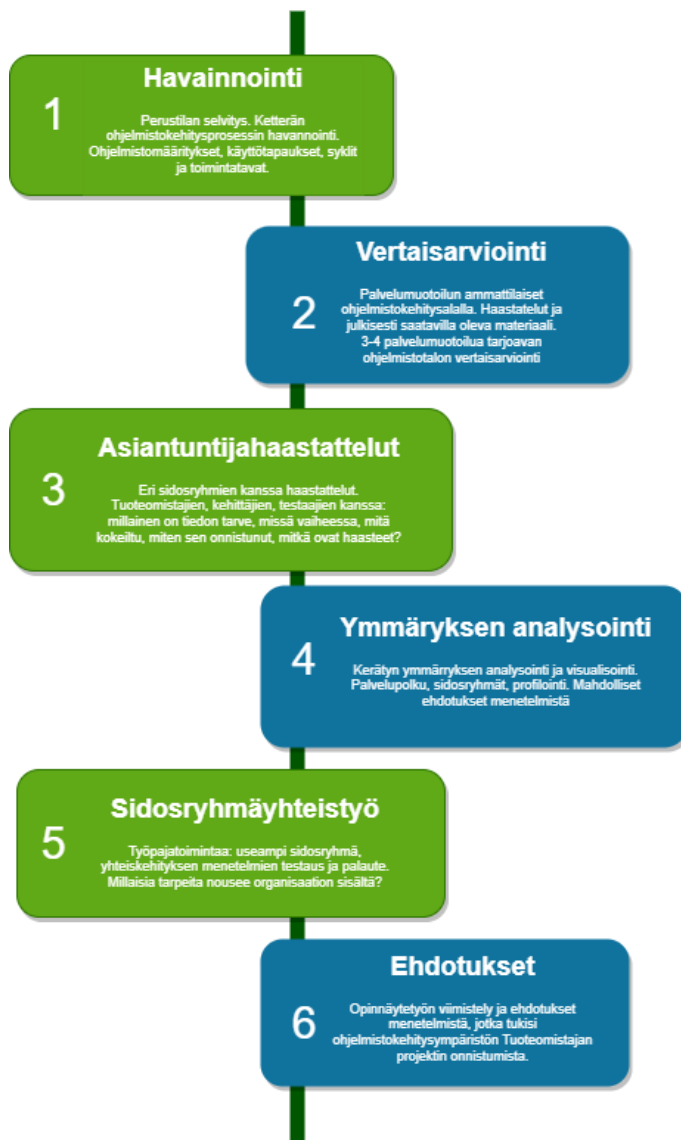 Havainnointi
1
Perustilan selvitys. Ketterän
ohjelmistokehitysprosessin havannointi.
Ohjelmistomääritykset, käyttötapaukset, syklit
ja toimintatavat.
Vertaisarviointi
2
Palvelumuotoilun ammattilaiset
ohjelmistokehitysalalla. Haastatelut ja
julkisesti saatavilla oleva materiaali.
3-4 palvelumuotoilua tarjoavan
ohjelmistotalon vertaisarviointi
Asiantuntijahaastattelut
3
Eri sidosryhmien kanssa haastattelut.
Tuoteomistajien, kehittäjien, testaajien kanssa:
millainen on tiedon tarve, missä vaiheessa, mitä
kokeiltu, miten sen onnistunut, mitkä ovat haasteet?
Ymmäryksen analysointi
4
Kerätyn ymmärryksen analysointi ja visualisointi.
Palvelupolku, sidosryhmät, profilointi. Mahdolliset
ehdotukset menetelmistä
Sidosryhmäyhteistyö
5
Työpajatoimintaa: useampi sidosryhmä,
yhteiskehityksen menetelmien testaus ja palaute.
Millaisia tarpeita nousee organisaation sisältä?
Ehdotukset
6
Opinnäytetyön viimistely ja ehdotukset
menetelmistä, jotka tukisi
ohjelmistokehitysympäristön Tuoteomistajan
projektin onnistumista.